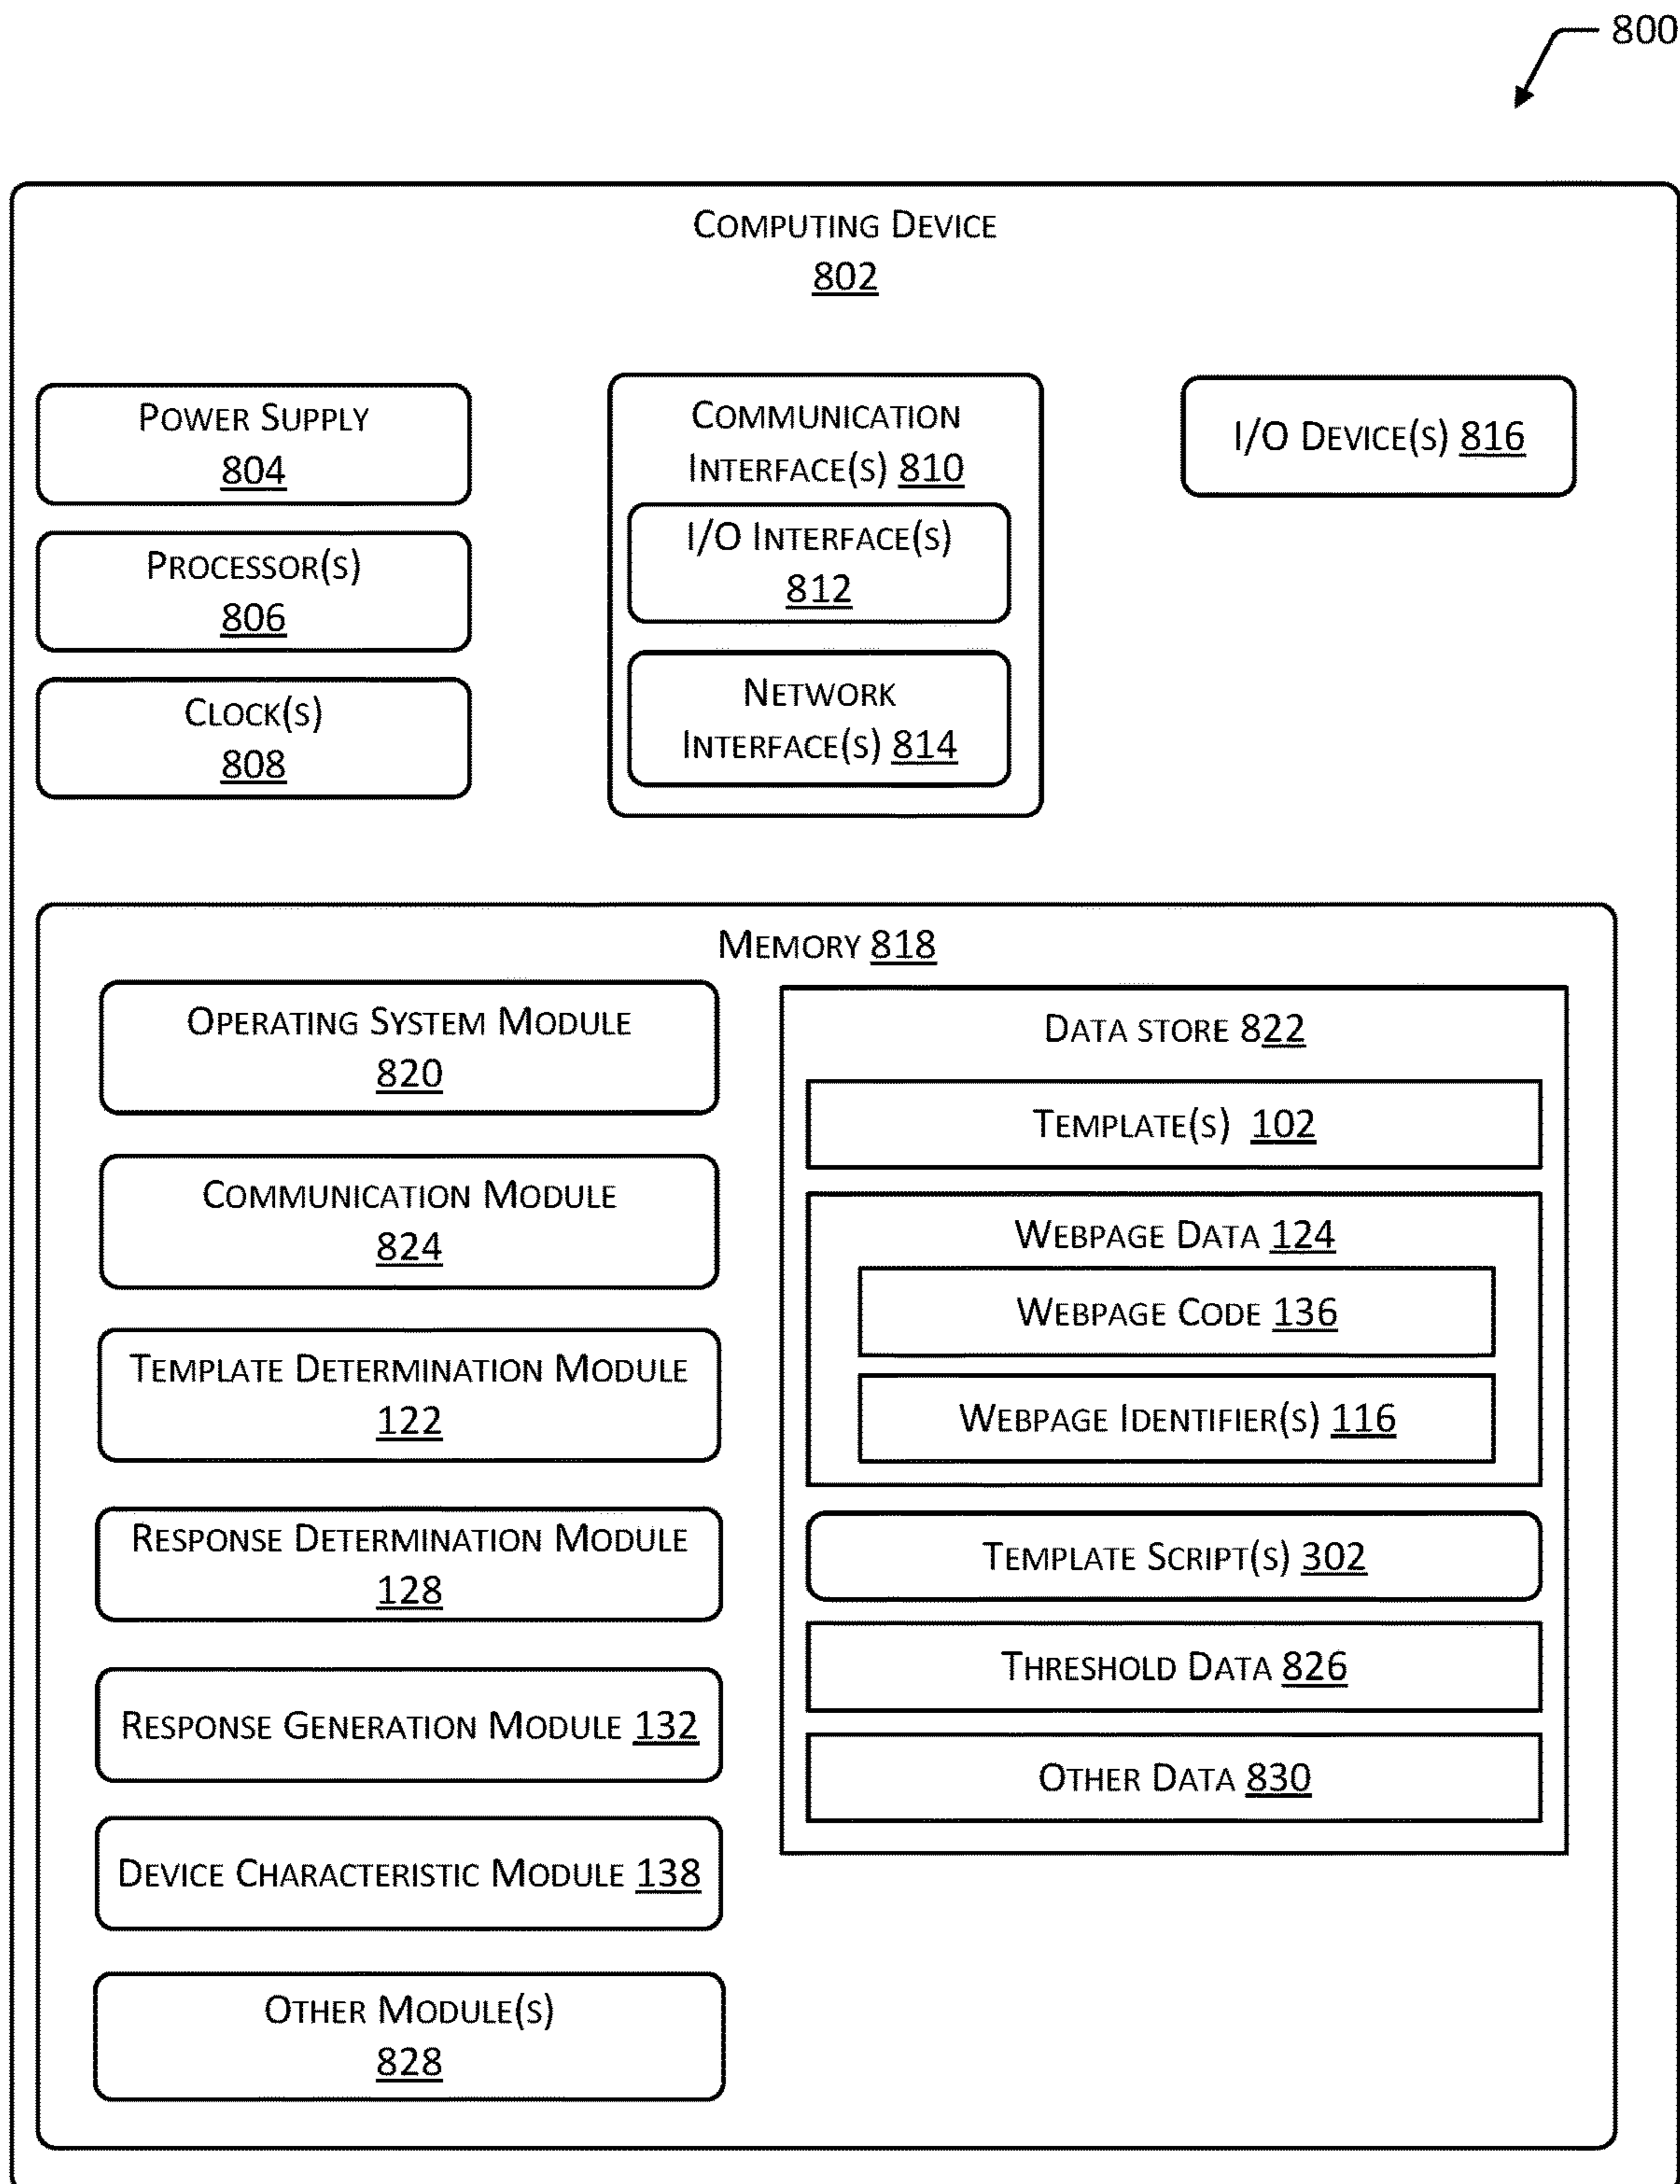 800
COMPUTING DEVICE
802
POWER SUPPLY
804
PROCESSOR(S)
806
CLOCK(S)
808
COMMUNICATION
INTERFACE(S) 810
I/O INTERFACE(S)
812
NETWORK
INTERFACE(S) 814
I/O DEVICE(S) 816
MEMORY 818
OPERATING SYSTEM MODULE
820
COMMUNICATION MODULE
824
TEMPLATE DETERMINATION MODULE
122
RESPONSE DETERMINATION MODULE
128
RESPONSE GENERATION MODULE 132
DEVICE CHARACTERISTIC MODULE 138
OTHER MODULE(S)
828
DATA STORE 822
TEMPLATE(S) 102
WEBPAGE DATA 124
WEBPAGE CODE 136
WEBPAGE IDENTIFIER(S) 116
TEMPLATE SCRIPT(S) 302
THRESHOLD DATA 826
OTHER DATA 830